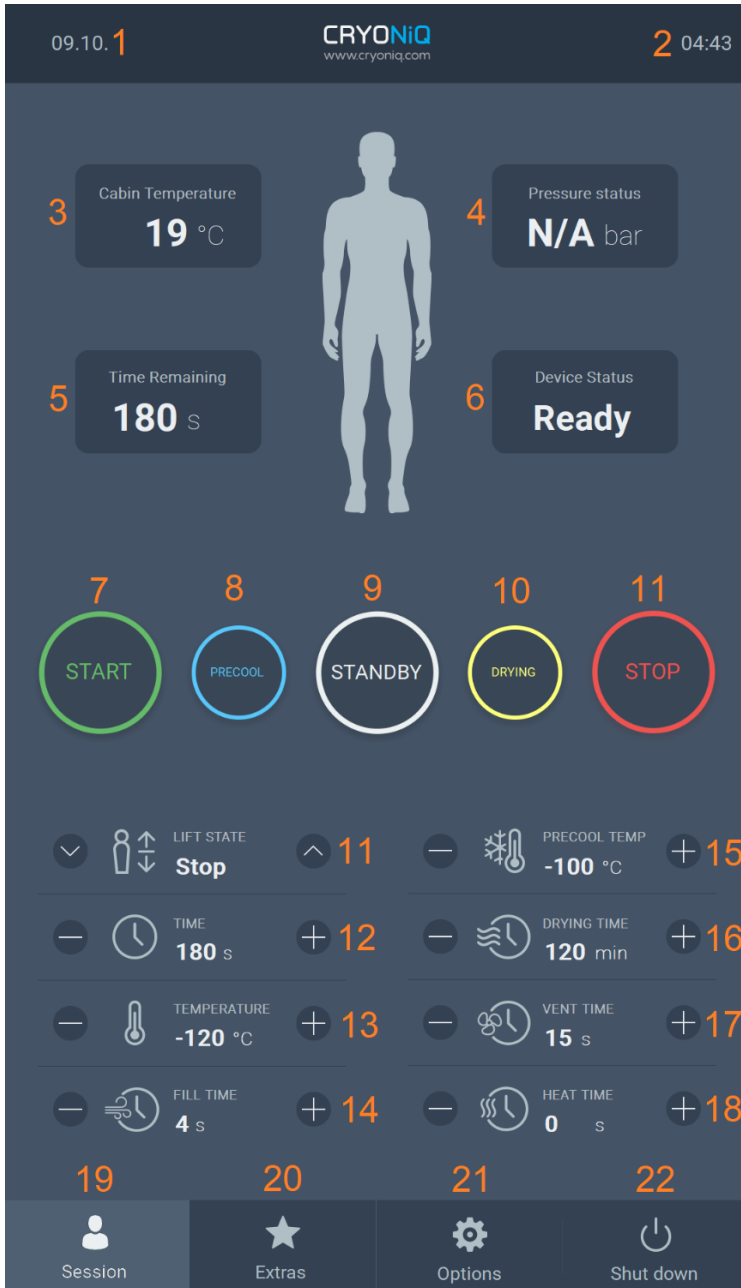 09.10. 1 CRYONiQ 2 04:43
www.cryoniq.com
3 Cabin Temperature
19 °C
4 Pressure status
N/A bar
5 Time Remaining
180 s
6 Device Status
Ready
7 8 9 10 11
START PRECOOL STANDBY DRYING STOP
LIFT STATE
Stop 11
PRECOOL TEMP
-100 °C 15
TIME
180 s 12
DRYING TIME
120 min 16
TEMPERATURE
-120 °C 13
VENT TIME
15 s 17
FILL TIME
4 s 14
HEAT TIME
0 s 18
19 20 21 22
Session Extras Options Shut down